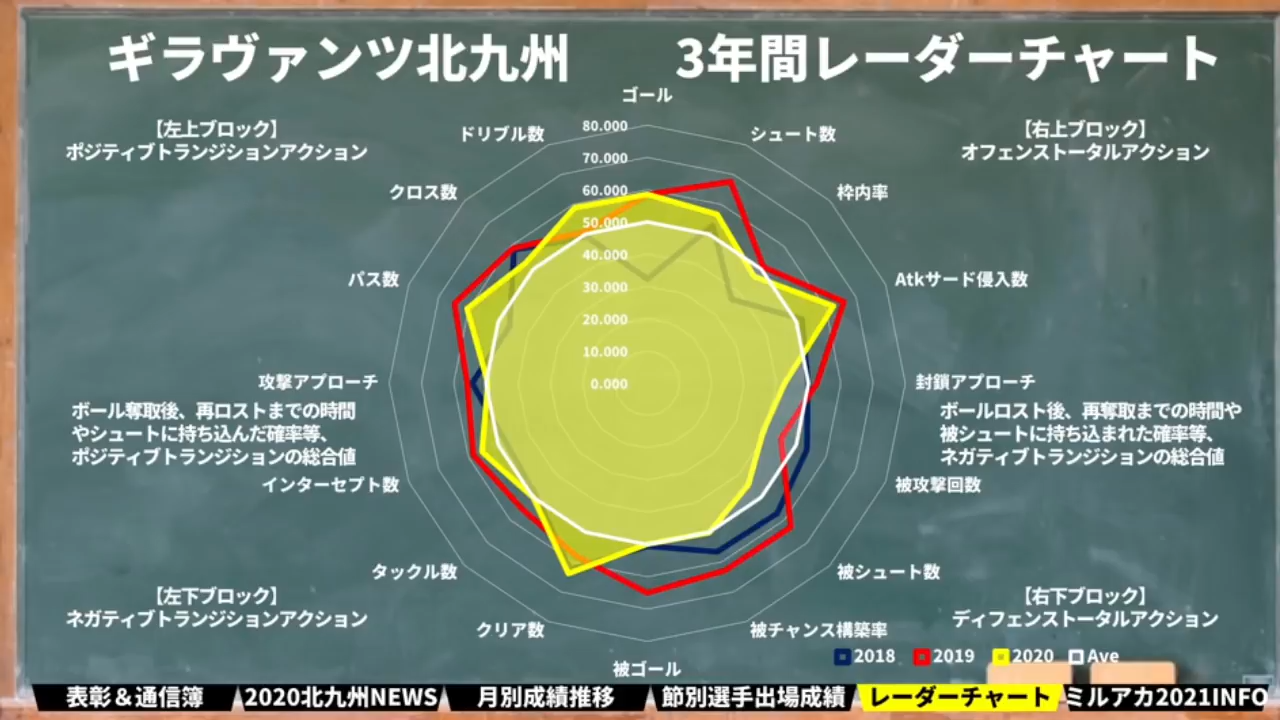 ギラヴァンツ北九州 3年間レーダーチャート
ゴール
【左上ブロック】
ポジティブトランジションアクション
ドリブル数
80.000
シュート数
【右上ブロック】
オフェンストータルアクション
70.000
クロス数
60.000
枠内率
50.000
40.000
パス数
Atkサード侵入数
30.000
20.000
10.000
攻撃アプローチ
0.000
封鎖アプローチ
ボール奪取後、再ロストまでの時間
やシュートに持ち込んだ確率等、
ポジティブトランジションの総合値
ボールロスト後、再奪取までの時間や
被シュートに持ち込まれた確率等、
ネガティブトランジションの総合値
インターセプト数
被攻撃回数
タックル数
被シュート数
【左下ブロック】
ネガティブトランジションアクション
【右下ブロック】
ディフェンストータルアクション
クリア数
被チャンス構築率
被ゴール
2018 2019 2020 Ave
表彰＆通信簿 2020北九州NEWS 月別成績推移 節別選手出場成績 レーダーチャート ミルアカ2021INFO